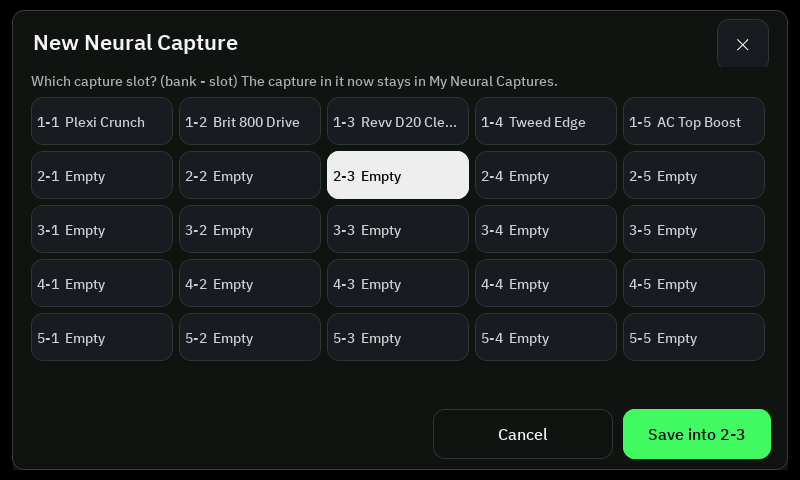 New Neural Capture
Which capture slot? (bank - slot) The capture in it now stays in My Neural Captures.
1-1 Plexi Crunch 1-2 Brit 800 Drive 1-3 Revv D20 Cle... 1-4 Tweed Edge 1-5 AC Top Boost
2-1 Empty 2-2 Empty 2-3 Empty 2-4 Empty 2-5 Empty
3-1 Empty 3-2 Empty 3-3 Empty 3-4 Empty 3-5 Empty
4-1 Empty 4-2 Empty 4-3 Empty 4-4 Empty 4-5 Empty
5-1 Empty 5-2 Empty 5-3 Empty 5-4 Empty 5-5 Empty
Cancel Save into 2-3